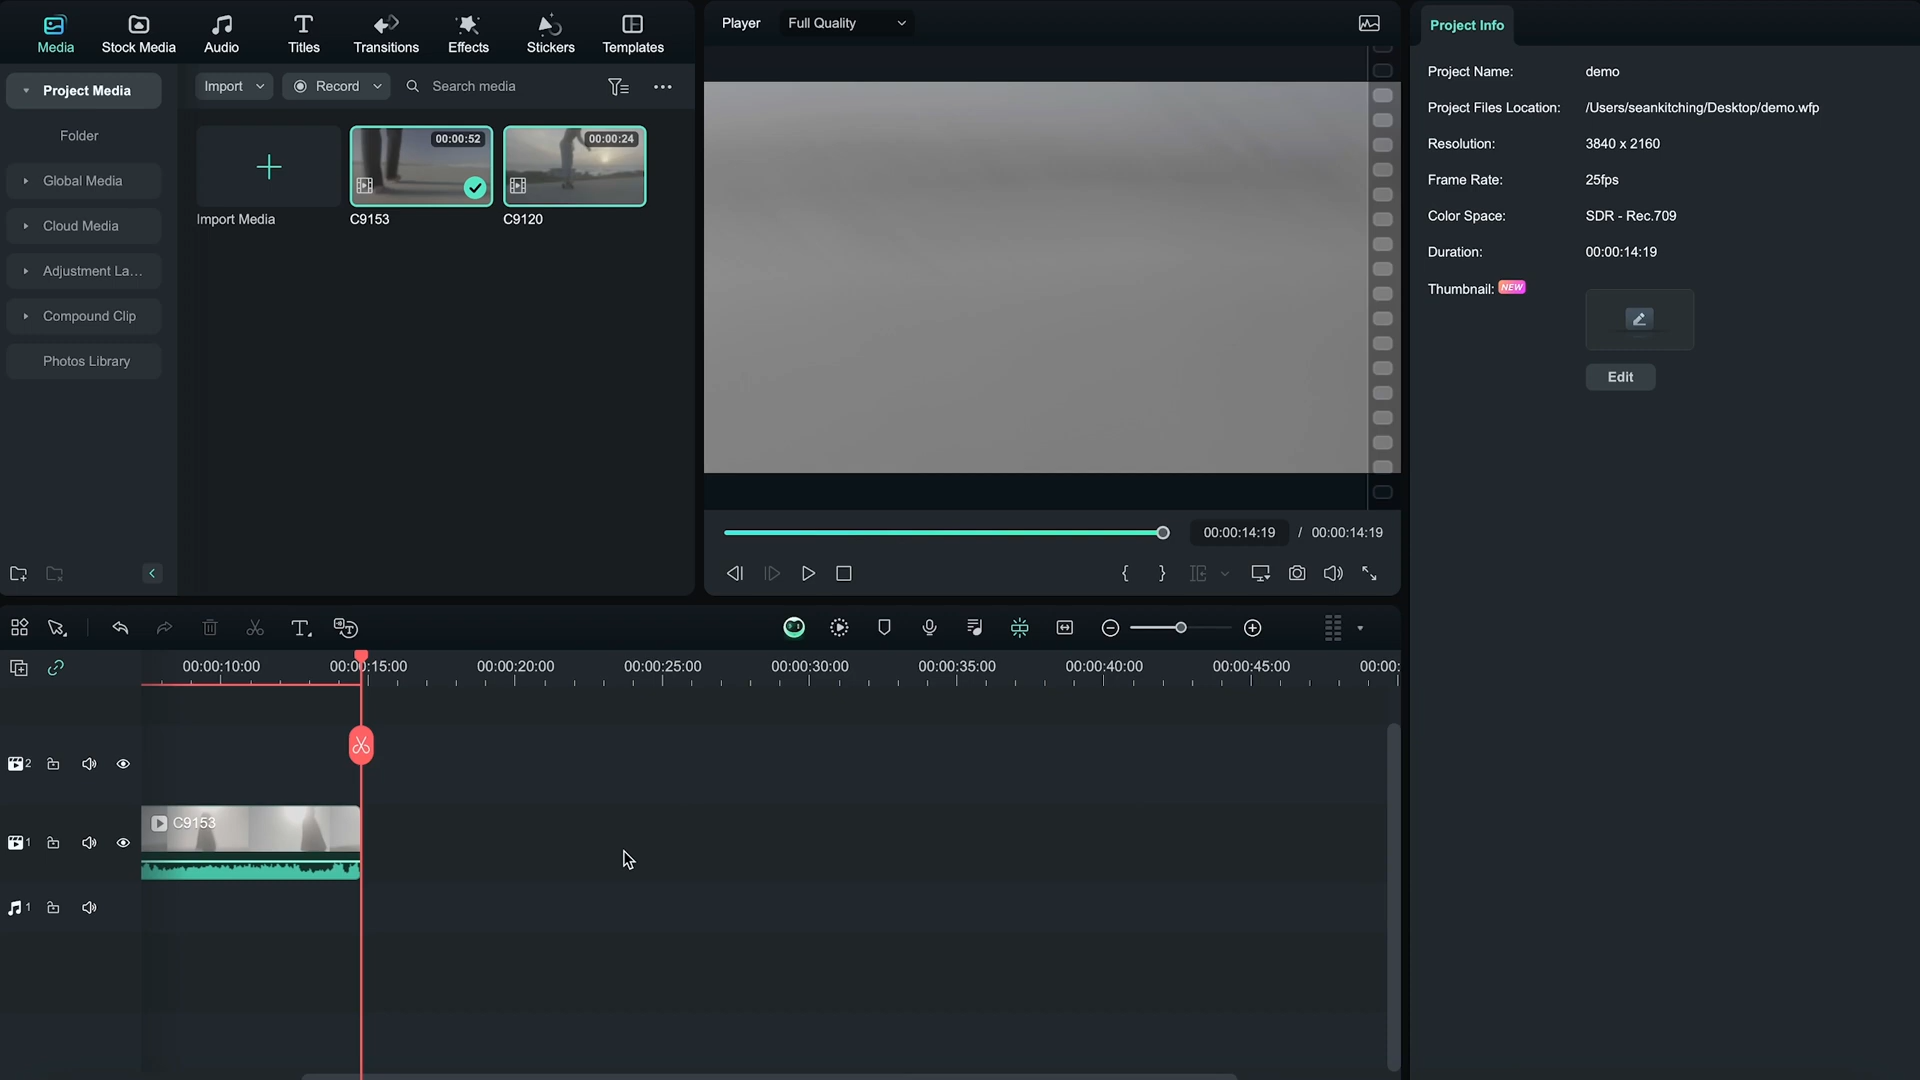 Media
Stock Media
Audio
Titles
Transitions
Effects
Stickers
Templates
Project Media
Folder
Global Media
Cloud Media
Adjustment La...
Compound Clip
Photos Library
Import
Record
Search media
Import Media
00:00:52
C9153
00:00:24
C9120
Player
Full Quality
00:00:14:19 / 00:00:14:19
Project Info
Project Name: demo
Project Files Location: /Users/seankitching/Desktop/demo.wfp
Resolution: 3840 x 2160
Frame Rate: 25fps
Color Space: SDR - Rec.709
Duration: 00:00:14:19
Thumbnail: NEW
Edit
00:00:10:00 00:00:15:00 00:00:20:00 00:00:25:00 00:00:30:00 00:00:35:00 00:00:40:00 00:00:45:00 00:00:
2
1
C9153
1